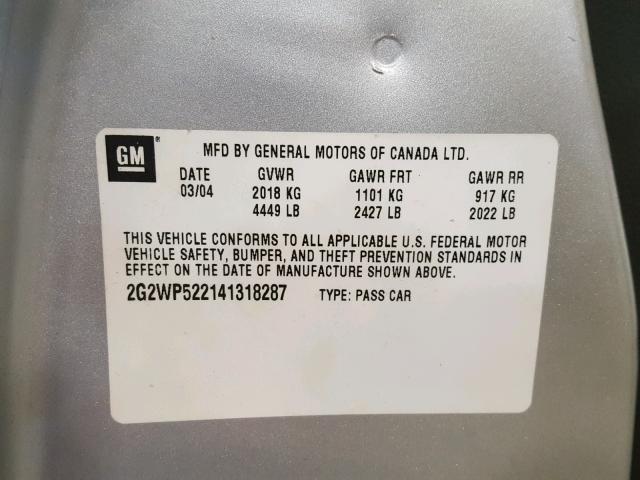 GM®
MFD BY GENERAL MOTORS OF CANADA LTD.
DATE GVWR GAWR FRT GAWR RR
03/04 2018 KG 1101 KG 917 KG
4449 LB 2427 LB 2022 LB
THIS VEHICLE CONFORMS TO ALL APPLICABLE U.S. FEDERAL MOTOR
VEHICLE SAFETY, BUMPER, AND THEFT PREVENTION STANDARDS IN
EFFECT ON THE DATE OF MANUFACTURE SHOWN ABOVE.
2G2WP522141318287 TYPE: PASS CAR